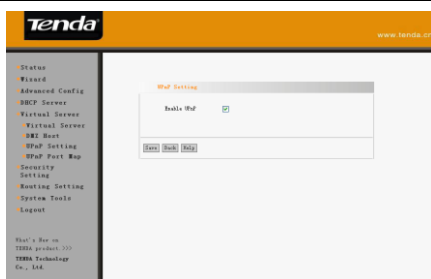 Tenda
www.tenda.cn
Status
Wizard
Advanced Config
DHCP Server
Virtual Server
Virtual Server
DMZ Host
UPnP Setting
UPnP Port Map
Security
Setting
Routing Setting
System Tools
Logout
What's New on
TENDA product.>>>
TENDA Technology
Co., Ltd.
UPnP Setting
Enable UPnP
Save Back Help